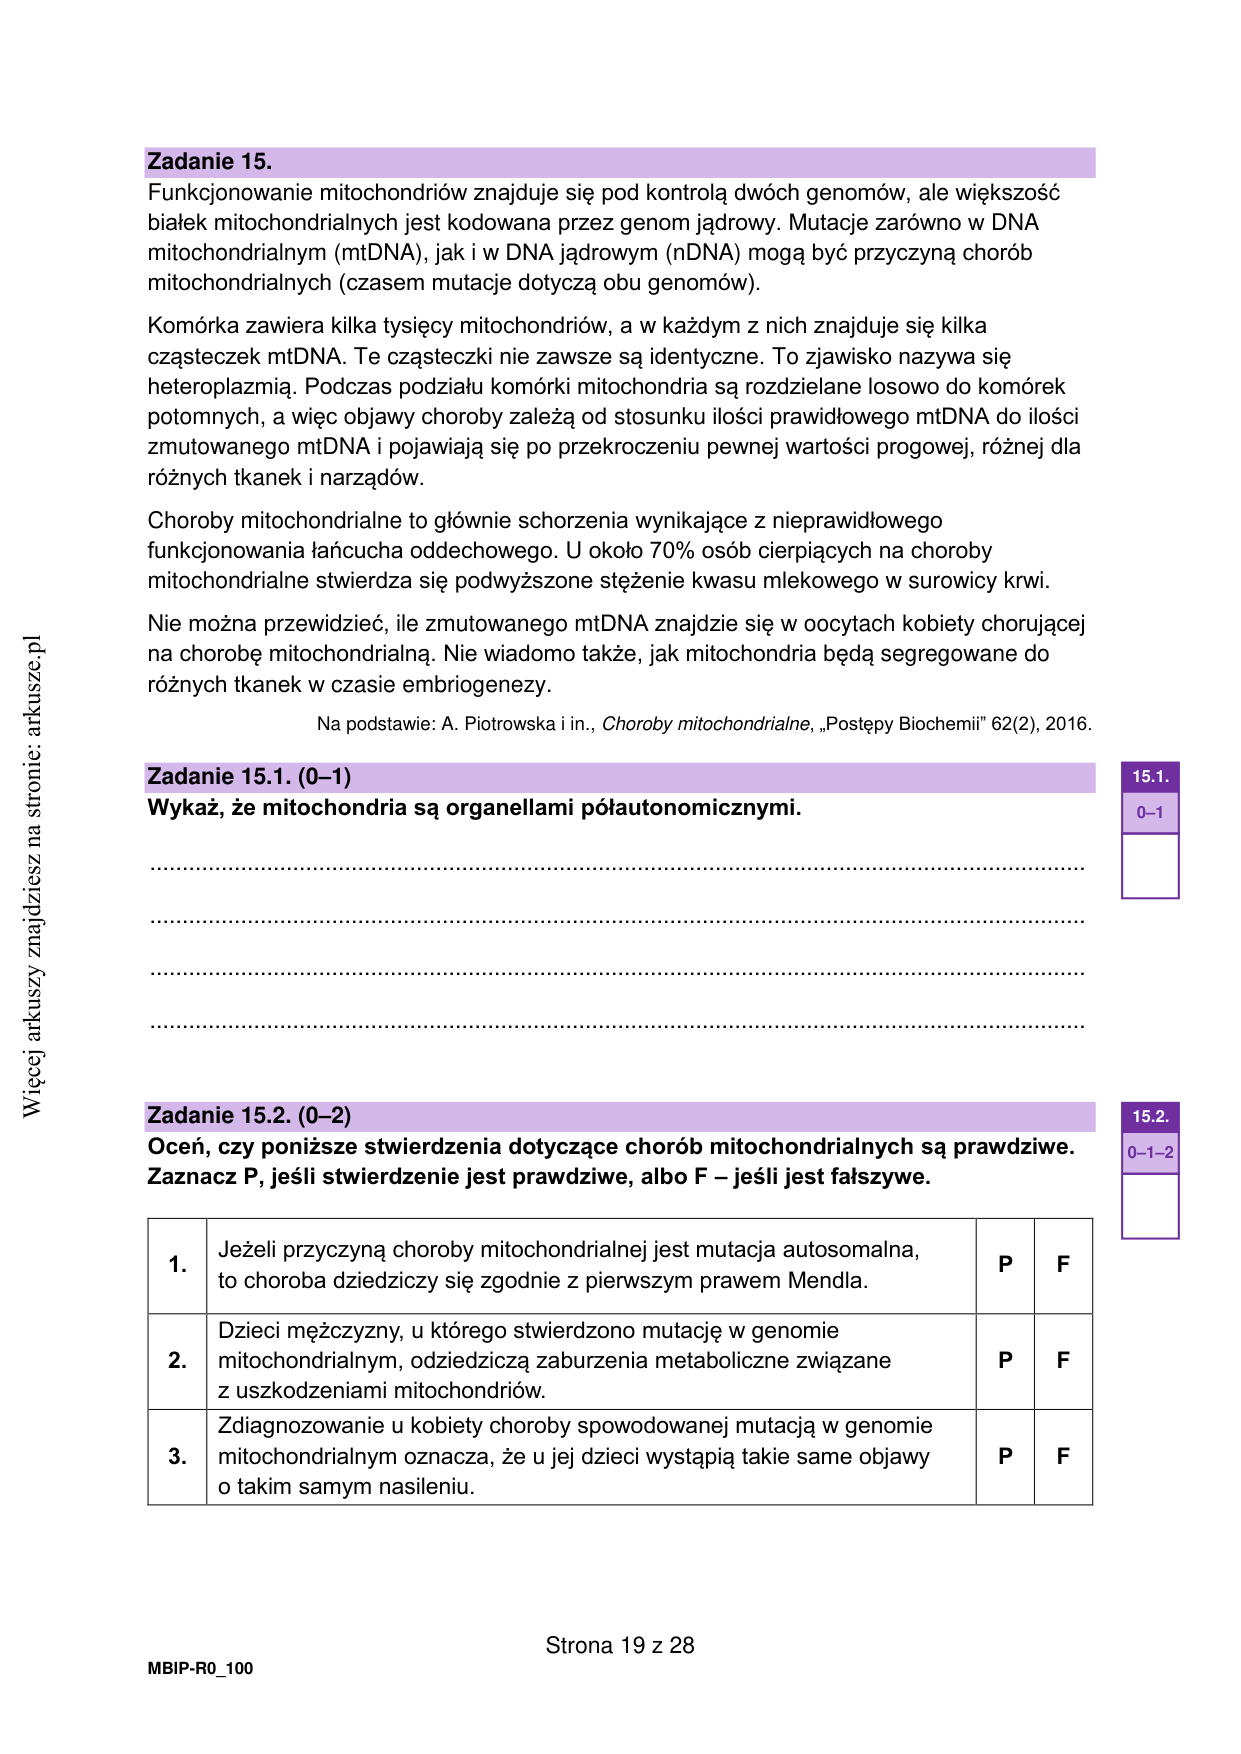 Zadanie 15.
Funkcjonowanie mitochondriów znajduje się pod kontrolą dwóch genomów, ale większość
białek mitochondrialnych jest kodowana przez genom jądrowy. Mutacje zarówno w DNA
mitochondrialnym (mtDNA), jak i w DNA jądrowym (nDNA) mogą być przyczyną chorób
mitochondrialnych (czasem mutacje dotyczą obu genomów).
Komórka zawiera kilka tysięcy mitochondriów, a w każdym z nich znajduje się kilka
cząsteczek mtDNA. Te cząsteczki nie zawsze są identyczne. To zjawisko nazywa się
heteroplazmią. Podczas podziału komórki mitochondria są rozdzielane losowo do komórek
potomnych, a więc objawy choroby zależą od stosunku ilości prawidłowego mtDNA do ilości
zmutowanego mtDNA i pojawiają się po przekroczeniu pewnej wartości progowej, różnej dla
różnych tkanek i narządów.
Choroby mitochondrialne to głównie schorzenia wynikające z nieprawidłowego
funkcjonowania łańcucha oddechowego. U około 70% osób cierpiących na choroby
mitochondrialne stwierdza się podwyższone stężenie kwasu mlekowego w surowicy krwi.
Nie można przewidzieć, ile zmutowanego mtDNA znajdzie się w oocytach kobiety chorującej
na chorobę mitochondrialną. Nie wiadomo także, jak mitochondria będą segregowane do
różnych tkanek w czasie embriogenezy.
Na podstawie: A. Piotrowska i in., Choroby mitochondrialne, „Postępy Biochemii” 62(2), 2016.
Zadanie 15.1. (0–1)
Wykaż, że mitochondria są organellami półautonomicznymi.
15.1.
0–1
Zadanie 15.2. (0–2)
Oceń, czy poniższe stwierdzenia dotyczące chorób mitochondrialnych są prawdziwe.
Zaznacz P, jeśli stwierdzenie jest prawdziwe, albo F – jeśli jest fałszywe.
15.2.
0–1–2
1.
Jeżeli przyczyną choroby mitochondrialnej jest mutacja autosomalna,
to choroba dziedziczy się zgodnie z pierwszym prawem Mendla.
P F
2.
Dzieci mężczyzny, u którego stwierdzono mutację w genomie
mitochondrialnym, odziedziczą zaburzenia metaboliczne związane
z uszkodzeniami mitochondriów.
P F
3.
Zdiagnozowanie u kobiety choroby spowodowanej mutacją w genomie
mitochondrialnym oznacza, że u jej dzieci wystąpią takie same objawy
o takim samym nasileniu.
P F
Strona 19 z 28
MBIP-R0_100
Więcej arkuszy znajdziesz na stronie: arkusze.pl